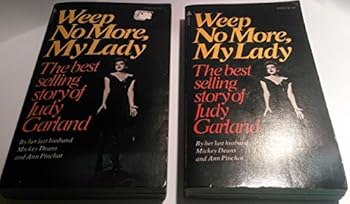 Weep
No More,
My Lady
The best
selling
story of
Judy
Garland
By her last husband
Mickey Deans
and Ann Pinchot
Weep
No More,
My Lady
The best
selling
story of
Judy
Garland
By her last husband
Mickey Deans
and Ann Pinchot